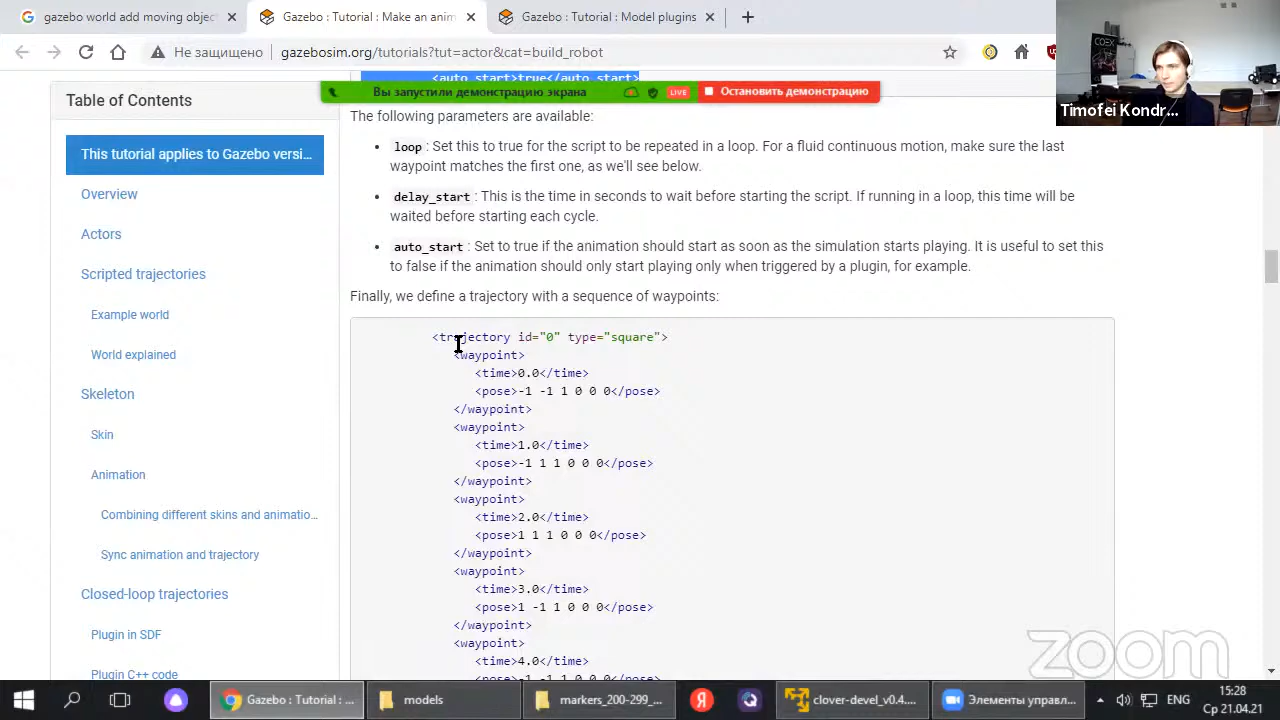 gazebo world add moving objec
Gazebo : Tutorial : Make an anim
Gazebo : Tutorial : Model plugins
Не защищено
gazebosim.org/tutorials?tut=actor&cat=build_robot
COEX
Timofei Kondr...
<auto_start>true</auto_start>
Вы запустили демонстрацию экрана
LIVE
Остановить демонстрацию
Table of Contents
This tutorial applies to Gazebo versi...
Overview
Actors
Scripted trajectories
Example world
World explained
Skeleton
Skin
Animation
Combining different skins and animatio...
Sync animation and trajectory
Closed-loop trajectories
Plugin in SDF
Plugin C++ code
The following parameters are available:
loop : Set this to true for the script to be repeated in a loop. For a fluid continuous motion, make sure the last
waypoint matches the first one, as we'll see below.
delay_start : This is the time in seconds to wait before starting the script. If running in a loop, this time will be
waited before starting each cycle.
auto_start : Set to true if the animation should start as soon as the simulation starts playing. It is useful to set this
to false if the animation should only start playing only when triggered by a plugin, for example.
Finally, we define a trajectory with a sequence of waypoints:
<trajectory id="0" type="square">
<waypoint>
<time>0.0</time>
<pose>-1 -1 1 0 0 0</pose>
</waypoint>
<waypoint>
<time>1.0</time>
<pose>-1 1 1 0 0 0</pose>
</waypoint>
<waypoint>
<time>2.0</time>
<pose>1 1 1 0 0 0</pose>
</waypoint>
<waypoint>
<time>3.0</time>
<pose>1 -1 1 0 0 0</pose>
</waypoint>
<waypoint>
<time>4.0</time>
<pose>-1 -1 1 0 0 0</pose>
zoom
Gazebo : Tutorial : ...
models
markers_200-299_...
Я
clover-devel_v0.4....
Элементы управл...
ENG
15:28
Ср 21.04.21